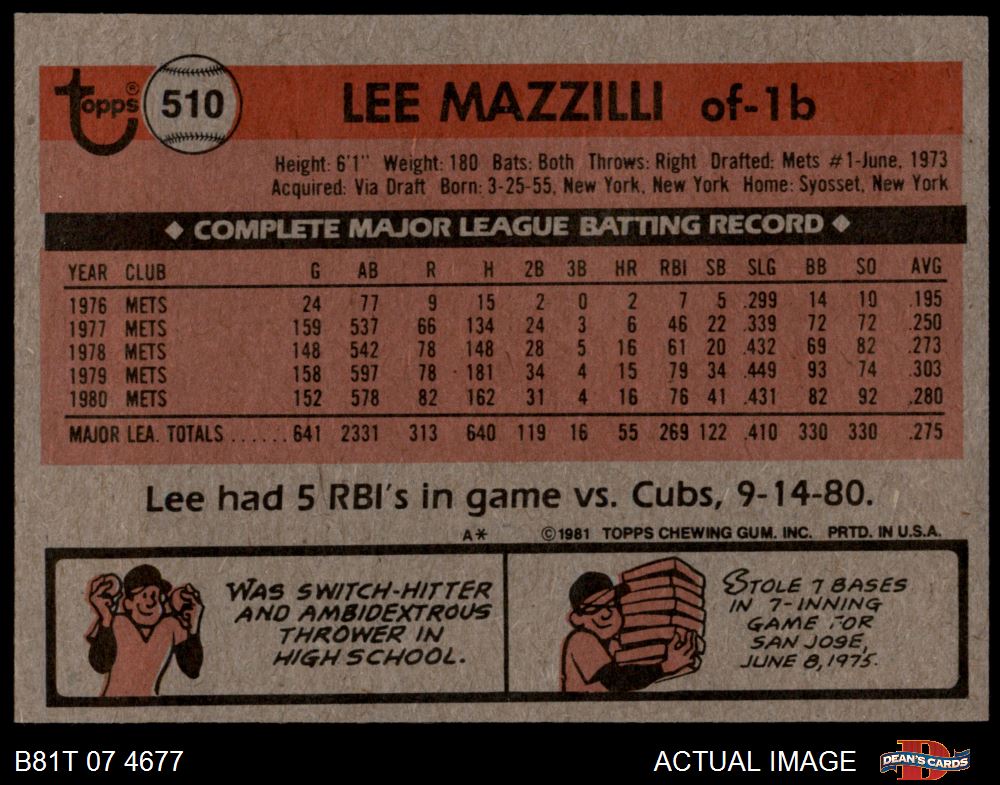 Topps® 510 LEE MAZZILLI of-1b
Height: 6'1" Weight: 180 Bats: Both Throws: Right Drafted: Mets #1-June, 1973
Acquired: Via Draft Born: 3-25-55, New York, New York Home: Syosset, New York
◆ COMPLETE MAJOR LEAGUE BATTING RECORD ◆
YEAR CLUB G AB R H 2B 3B HR RBI SB SLG BB SO AVG
1976 METS 24 77 9 15 2 0 2 7 5 .299 14 10 .195
1977 METS 159 537 66 134 24 3 6 46 22 .339 72 72 .250
1978 METS 148 542 78 148 28 5 16 61 20 .432 69 82 .273
1979 METS 158 597 78 181 34 4 15 79 34 .449 93 74 .303
1980 METS 152 578 82 162 31 4 16 76 41 .431 82 92 .280
MAJOR LEA. TOTALS ...... 641 2331 313 640 119 16 55 269 122 .410 330 330 .275
Lee had 5 RBI's in game vs. Cubs, 9-14-80.
A* ©1981 TOPPS CHEWING GUM, INC. PRTD. IN U.S.A.
WAS SWITCH-HITTER
AND AMBIDEXTROUS
THROWER IN
HIGH SCHOOL.
STOLE 7 BASES
IN 7-INNING
GAME FOR
SAN JOSE,
JUNE 8, 1975.
B81T 07 4677 ACTUAL IMAGE DEAN'S CARDS